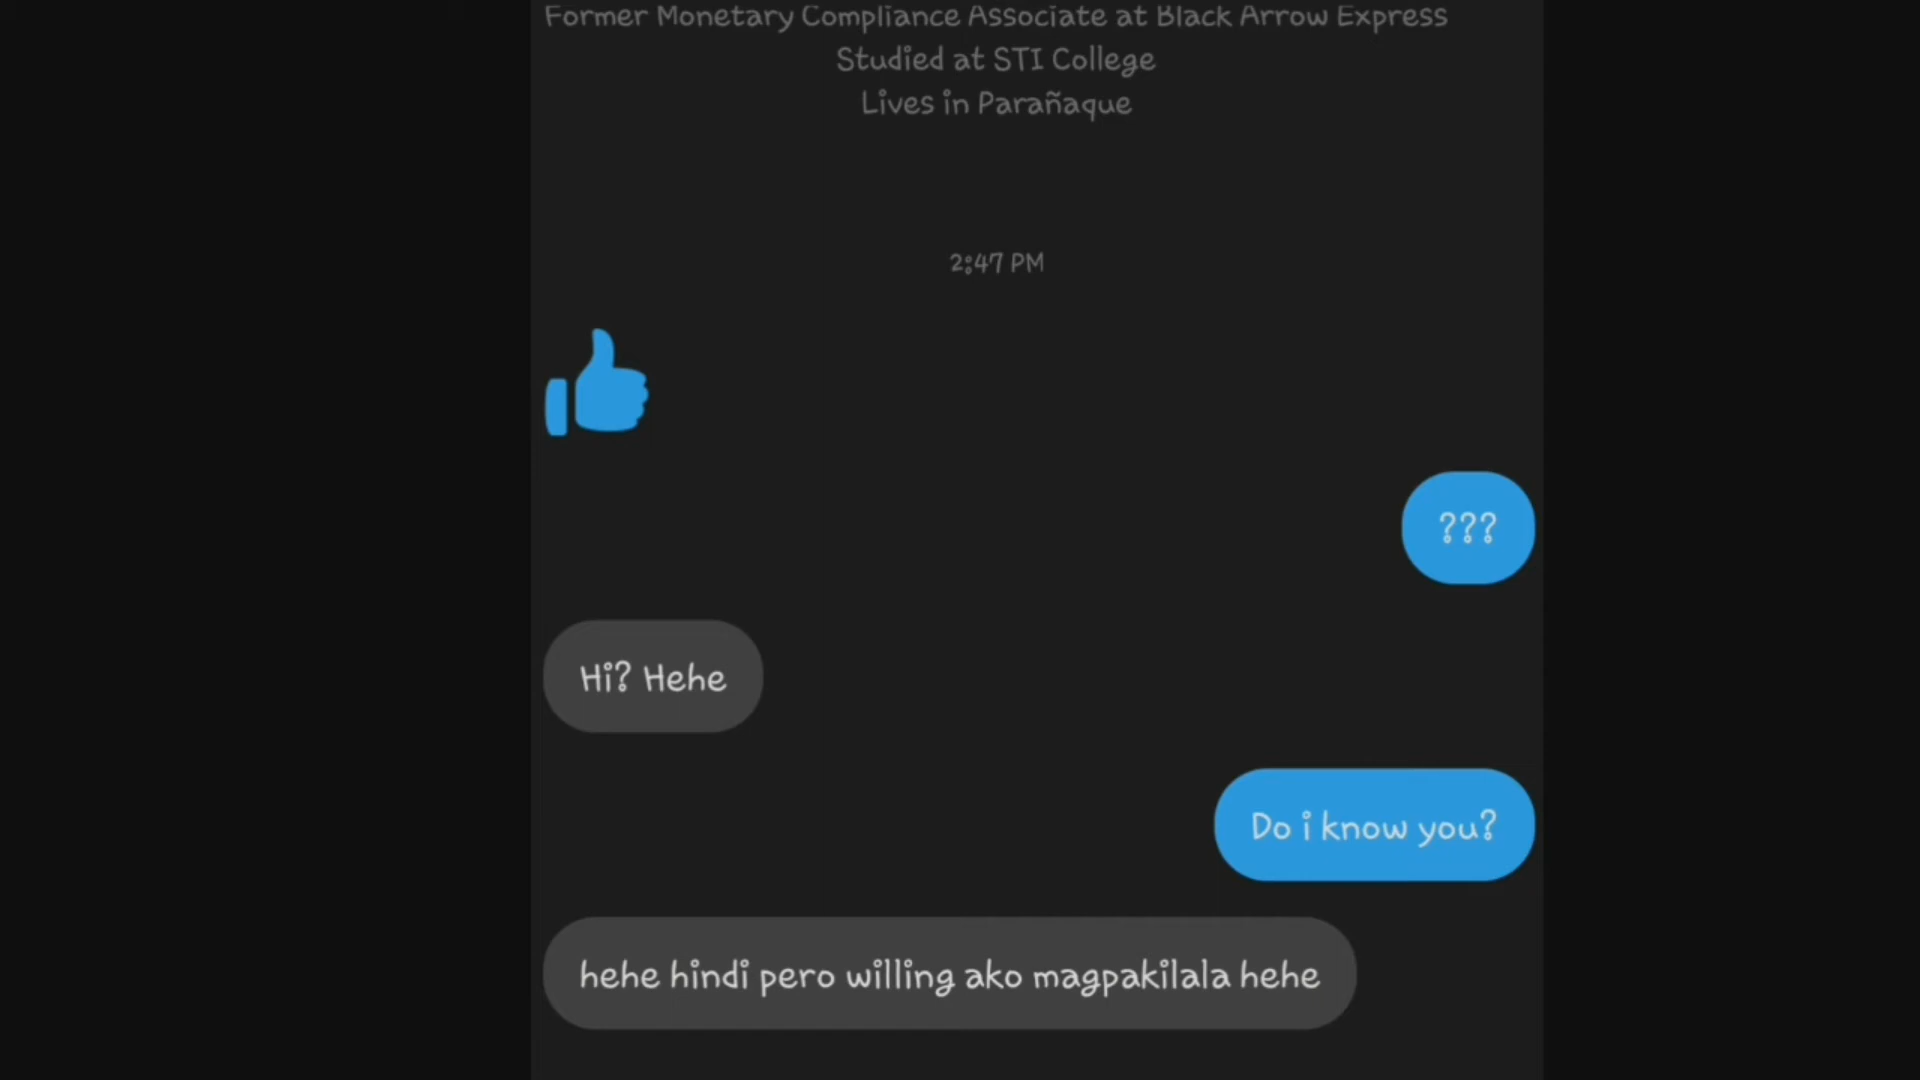 Former Monetary Compliance Associate at Black Arrow Express
Studied at STI College
Lives in Parañaque
2:47 PM
???
Hi? Hehe
Do i know you?
hehe hindi pero willing ako magpakilala hehe